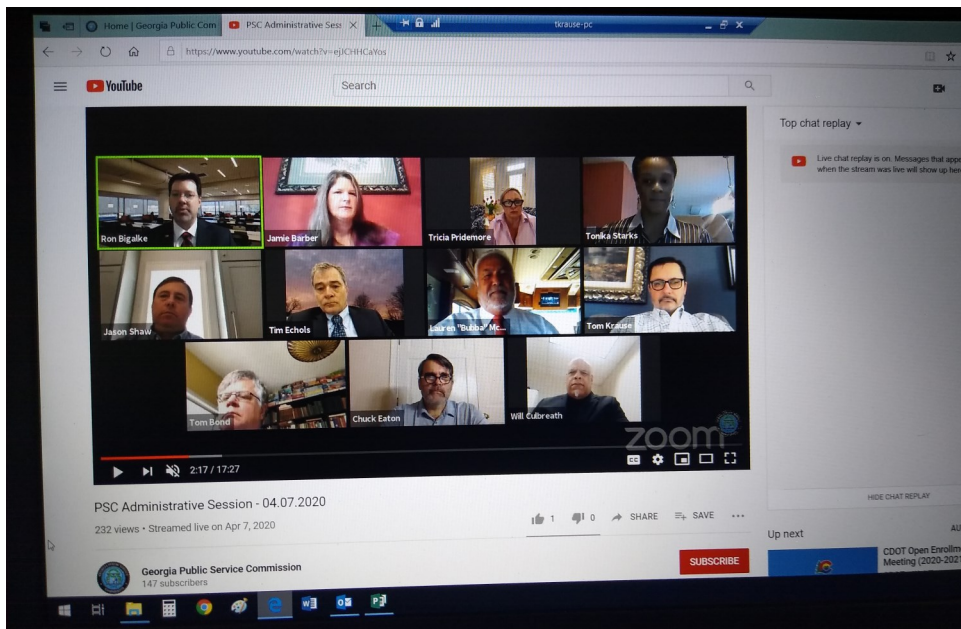 Home | Georgia Public Com
PSC Administrative Sess
tkrause-pc
https://www.youtube.com/watch?v=ejJCHHCaYos
YouTube
Search
Top chat replay
Live chat replay is on. Messages that appe
when the stream was live will show up here
Ron Bigalke
Jamie Barber
Tricia Pridemore
Tonika Starks
Jason Shaw
Tim Echols
Lauren "Bubba" Mc...
Tom Krause
Tom Bond
Chuck Eaton
Will Culbreath
zoom
CC
2:17 / 17:27
PSC Administrative Session - 04.07.2020
232 views • Streamed live on Apr 7, 2020
1
0
SHARE
SAVE
HIDE CHAT REPLAY
Up next
AU
Georgia Public Service Commission
147 subscribers
SUBSCRIBE
CDOT Open Enrollm
Meeting (2020-2021